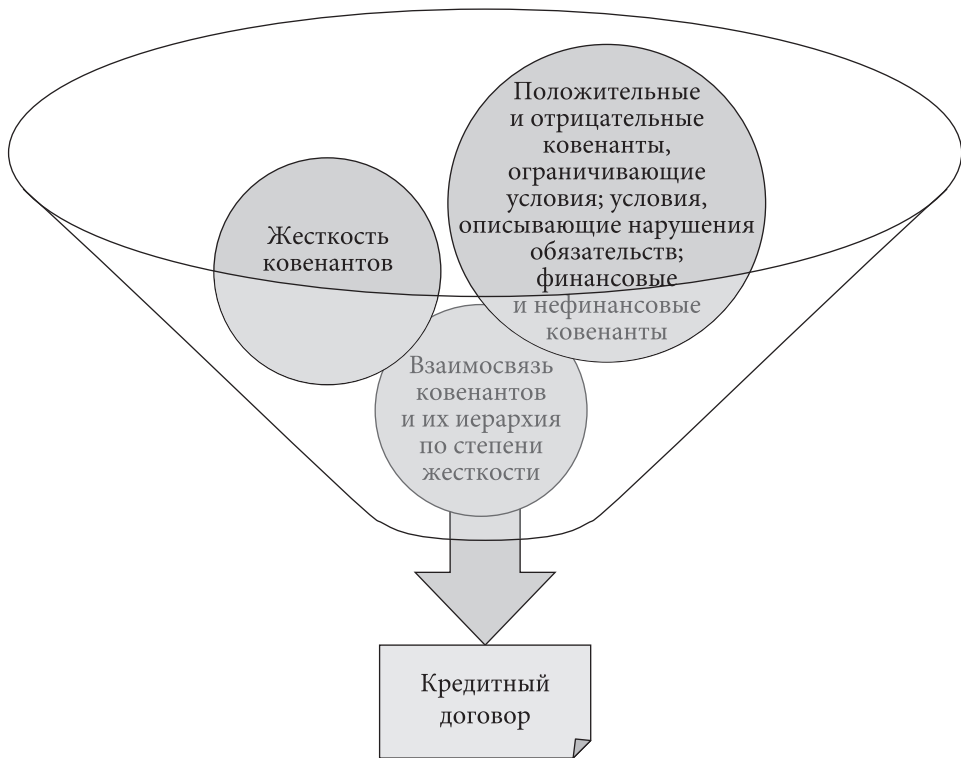 Положительные
и отрицательные
ковенанты,
ограничивающие
условия; условия,
описывающие нарушения
обязательств;
финансовые
и нефинансовые
ковенанты
Жесткость
ковенантов
Взаимосвязь
ковенантов
и их иерархия
по степени
жесткости
Кредитный
договор